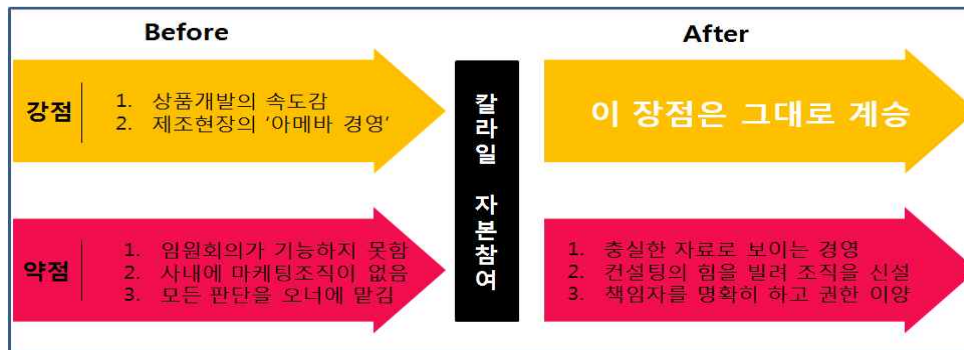 Before
After
강점
1. 상품개발의 속도감
2. 제조현장의 '아메바 경영'
칼라일 자본참여
이 장점은 그대로 계승
약점
1. 임원회의가 기능하지 못함
2. 사내에 마케팅조직이 없음
3. 모든 판단을 오너에 맡김
1. 충실한 자료로 보이는 경영
2. 컨설팅의 힘을 빌려 조직을 신설
3. 책임자를 명확히 하고 권한 이양